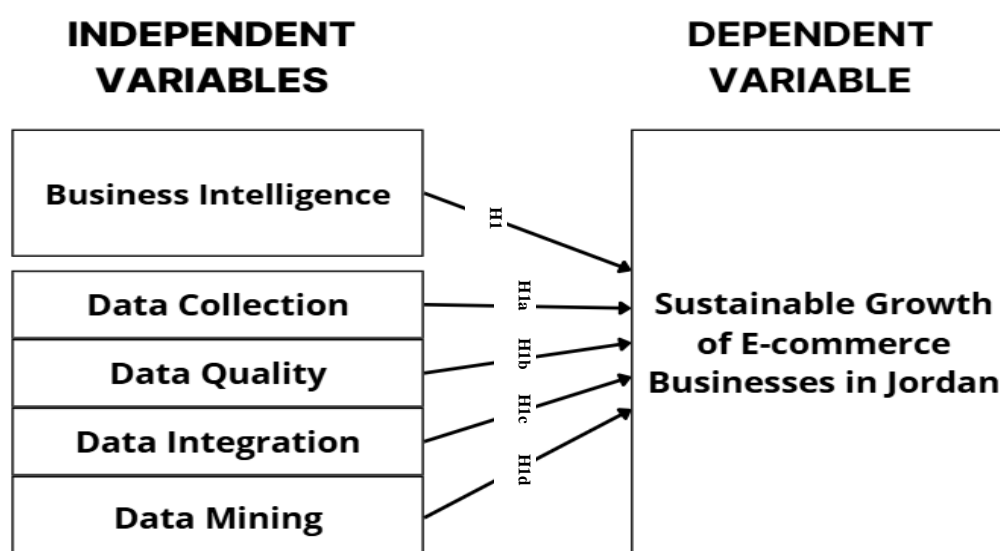 INDEPENDENT
VARIABLES
DEPENDENT
VARIABLE
Business Intelligence
Data Collection
Data Quality
Data Integration
Data Mining
H1
H1a
H1b
H1c
H1d
Sustainable Growth
of E-commerce
Businesses in Jordan